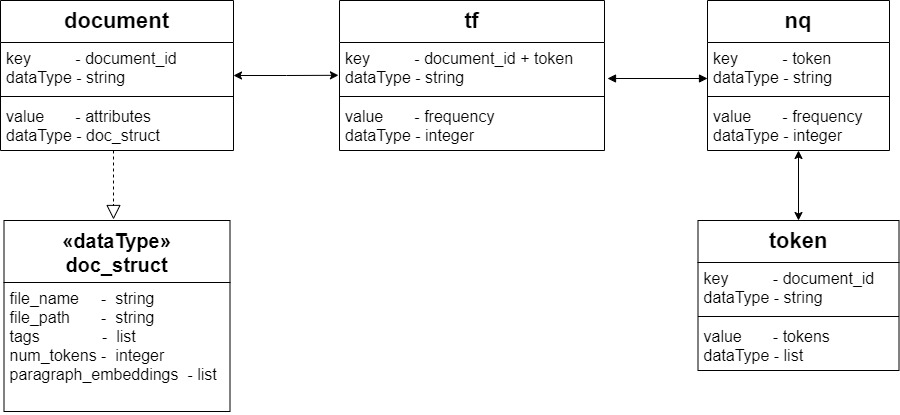 document
key - document_id
dataType - string
value - attributes
dataType - doc_struct
tf
key - document_id + token
dataType - string
value - frequency
dataType - integer
nq
key - token
dataType - string
value - frequency
dataType - integer
«dataType»
doc_struct
file_name - string
file_path - string
tags - list
num_tokens - integer
paragraph_embeddings - list
token
key - document_id
dataType - string
value - tokens
dataType - list